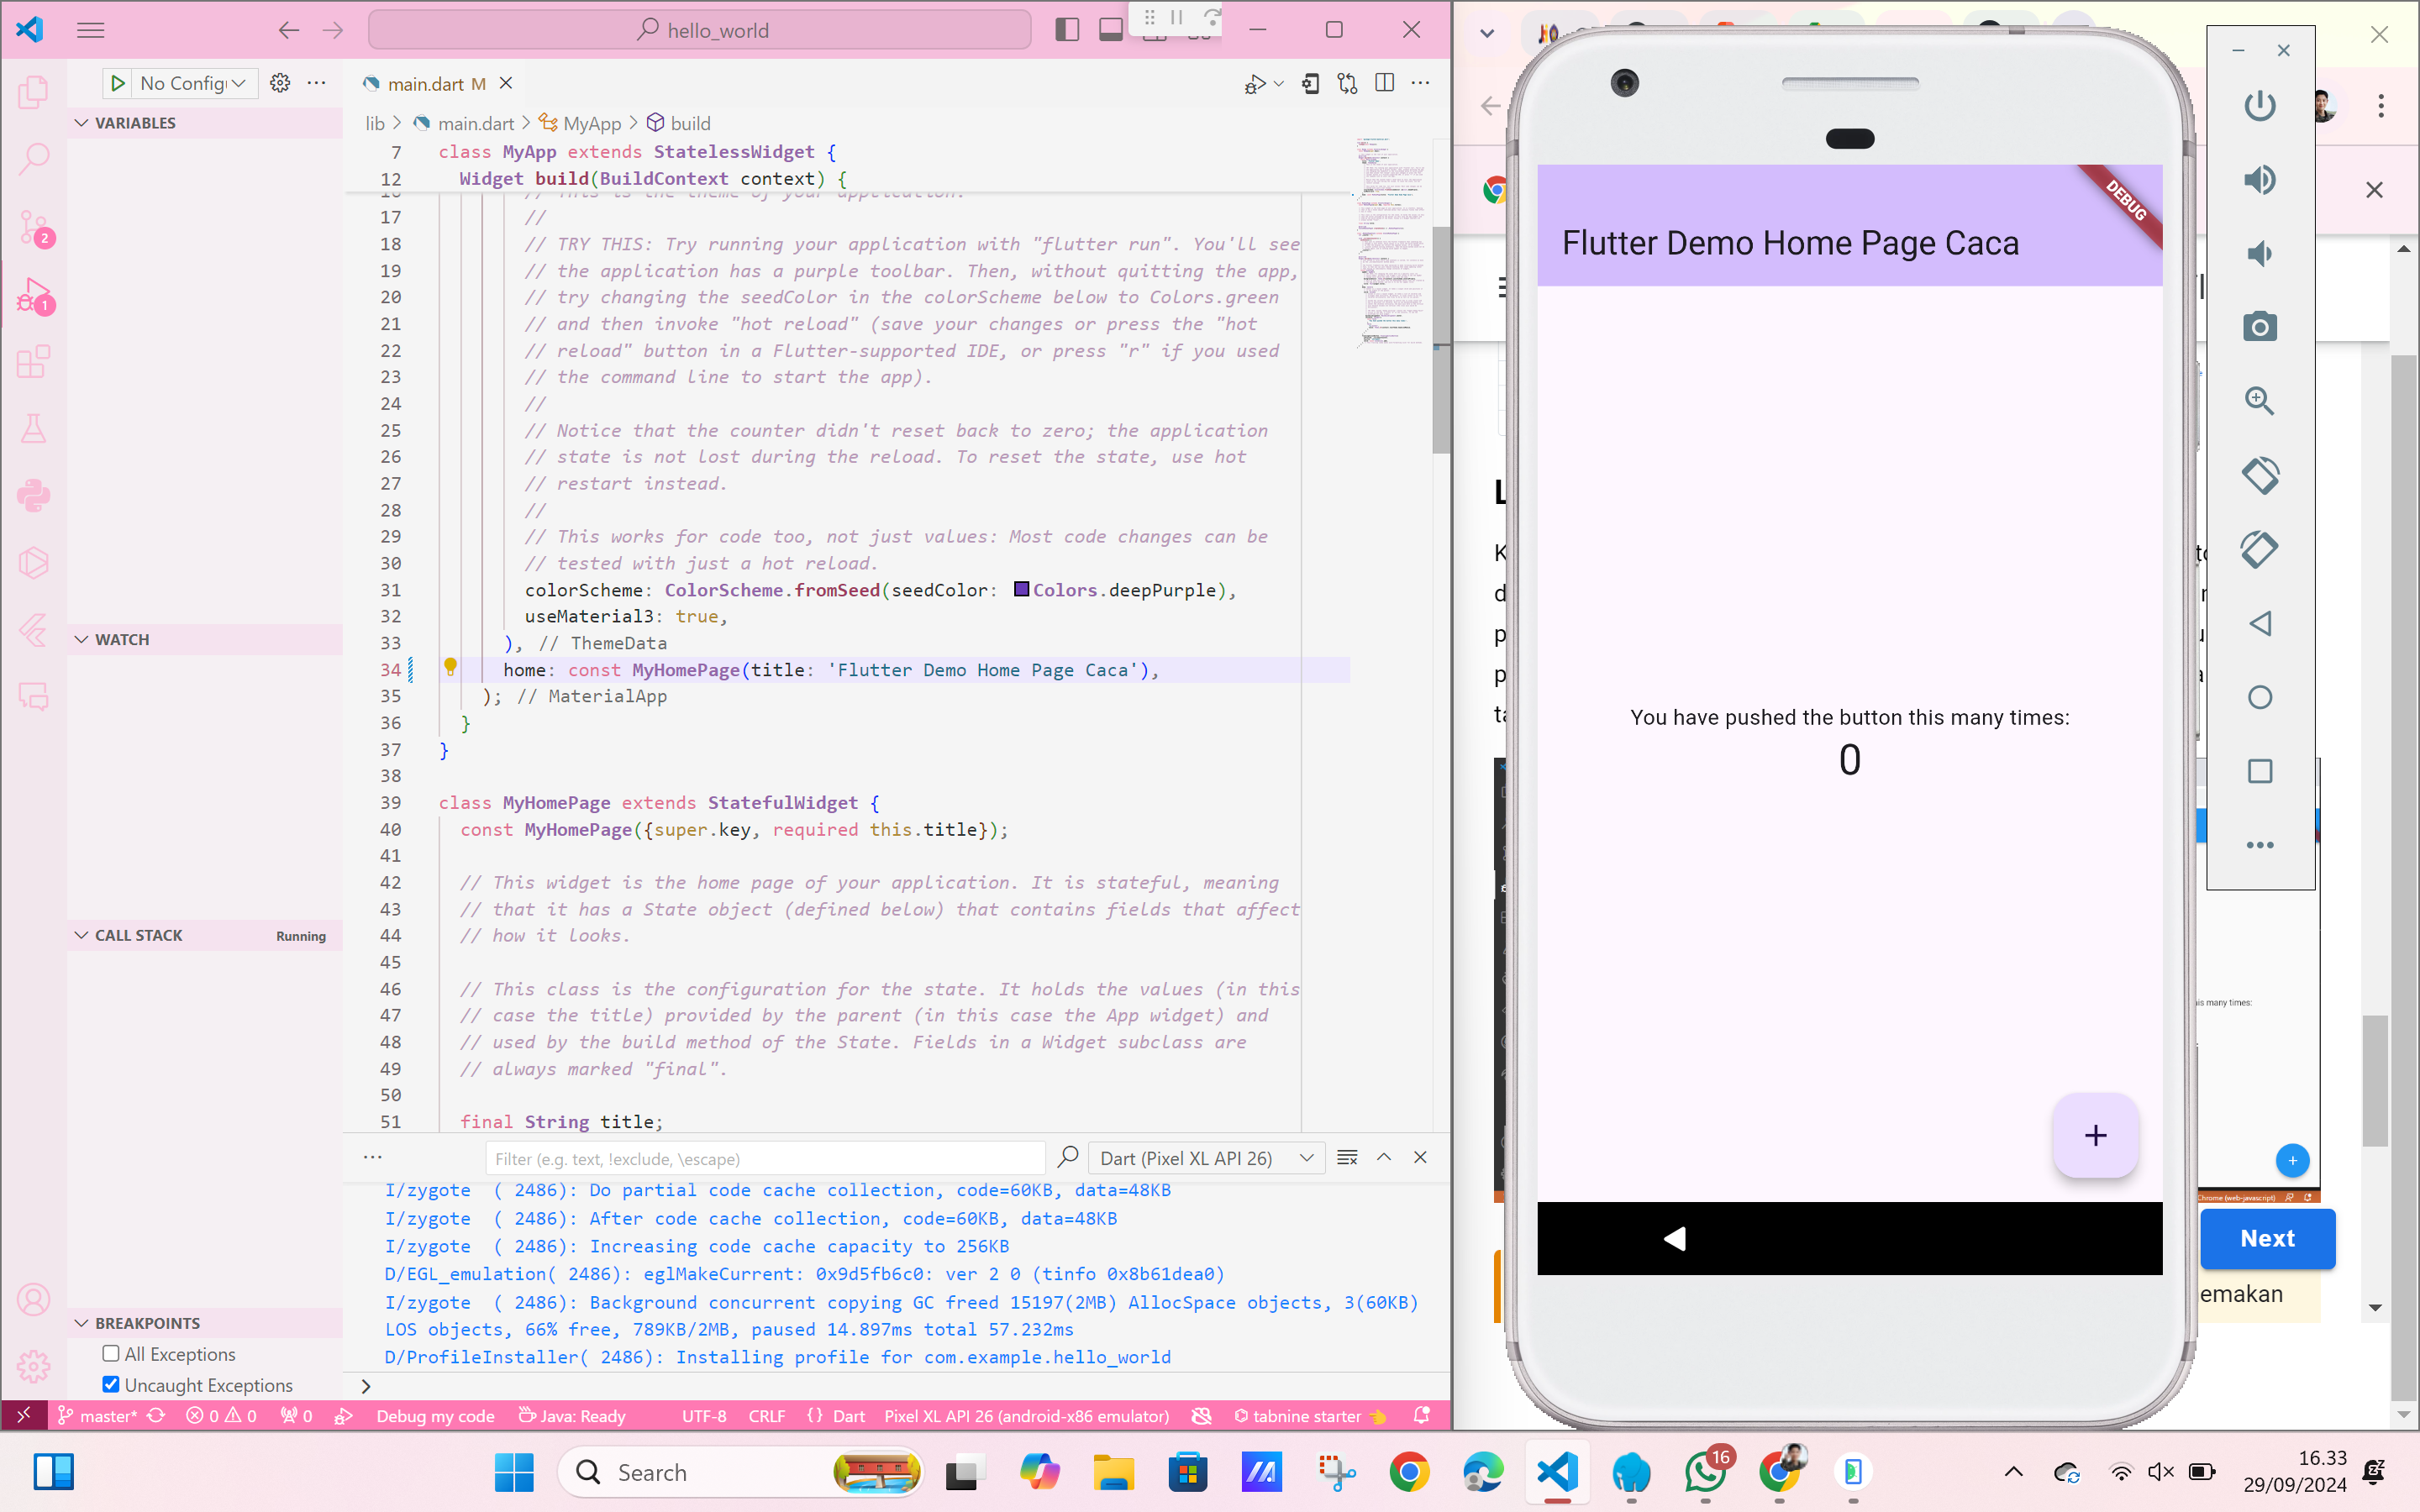 hello_world
No Config
main.dart M
VARIABLES
lib > main.dart > MyApp > build
7 class MyApp extends StatelessWidget {
12 Widget build(BuildContext context) {
// This is the theme of your application.
17 //
18 // TRY THIS: Try running your application with "flutter run". You'll see
19 // the application has a purple toolbar. Then, without quitting the app,
20 // try changing the seedColor in the colorScheme below to Colors.green
21 // and then invoke "hot reload" (save your changes or press the "hot
22 // reload" button in a Flutter-supported IDE, or press "r" if you used
23 // the command line to start the app).
24 //
25 // Notice that the counter didn't reset back to zero; the application
26 // state is not lost during the reload. To reset the state, use hot
27 // restart instead.
28 //
29 // This works for code too, not just values: Most code changes can be
30 // tested with just a hot reload.
31 colorScheme: ColorScheme.fromSeed(seedColor: Colors.deepPurple),
32 useMaterial3: true,
33 ), // ThemeData
34 home: const MyHomePage(title: 'Flutter Demo Home Page Caca'),
35 ); // MaterialApp
36 }
37 }
38
39 class MyHomePage extends StatefulWidget {
40 const MyHomePage({super.key, required this.title});
41
42 // This widget is the home page of your application. It is stateful, meaning
43 // that it has a State object (defined below) that contains fields that affect
44 // how it looks.
45
46 // This class is the configuration for the state. It holds the values (in this
47 // case the title) provided by the parent (in this case the App widget) and
48 // used by the build method of the State. Fields in a Widget subclass are
49 // always marked "final".
50
51 final String title;
2
1
WATCH
CALL STACK Running
BREAKPOINTS
All Exceptions
Uncaught Exceptions
Filter (e.g. text, !exclude, \escape)
Dart (Pixel XL API 26)
I/zygote ( 2486): Do partial code cache collection, code=60KB, data=48KB
I/zygote ( 2486): After code cache collection, code=60KB, data=48KB
I/zygote ( 2486): Increasing code cache capacity to 256KB
D/EGL_emulation( 2486): eglMakeCurrent: 0x9d5fb6c0: ver 2 0 (tinfo 0x8b61dea0)
I/zygote ( 2486): Background concurrent copying GC freed 15197(2MB) AllocSpace objects, 3(60KB)
LOS objects, 66% free, 789KB/2MB, paused 14.897ms total 57.232ms
D/ProfileInstaller( 2486): Installing profile for com.example.hello_world
>
master* 0 0 0 Debug my code Java: Ready UTF-8 CRLF {} Dart Pixel XL API 26 (android-x86 emulator) tabnine starter
DEBUG
Flutter Demo Home Page Caca
You have pushed the button this many times:
0
+
is many times:
+
Chrome (web-javascript)
Next
emakan
Search
16
16.33
29/09/2024